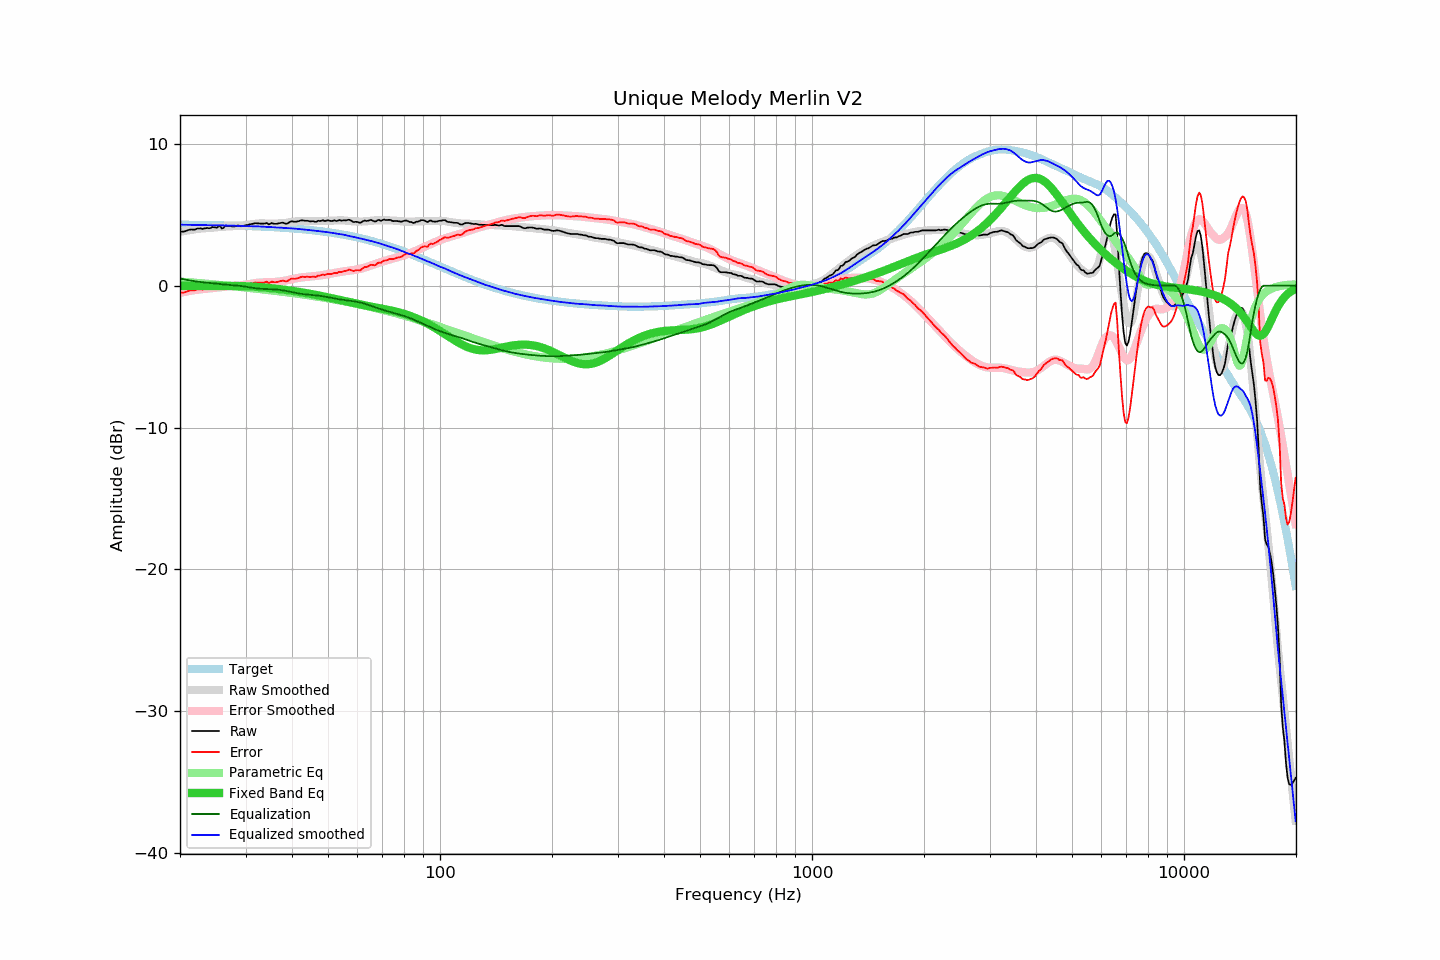 Unique Melody Merlin V2
10
0
−10
−20
−30
−40
Amplitude (dBr)
100
1000
10000
Frequency (Hz)
Target
Raw Smoothed
Error Smoothed
Raw
Error
Parametric Eq
Fixed Band Eq
Equalization
Equalized smoothed